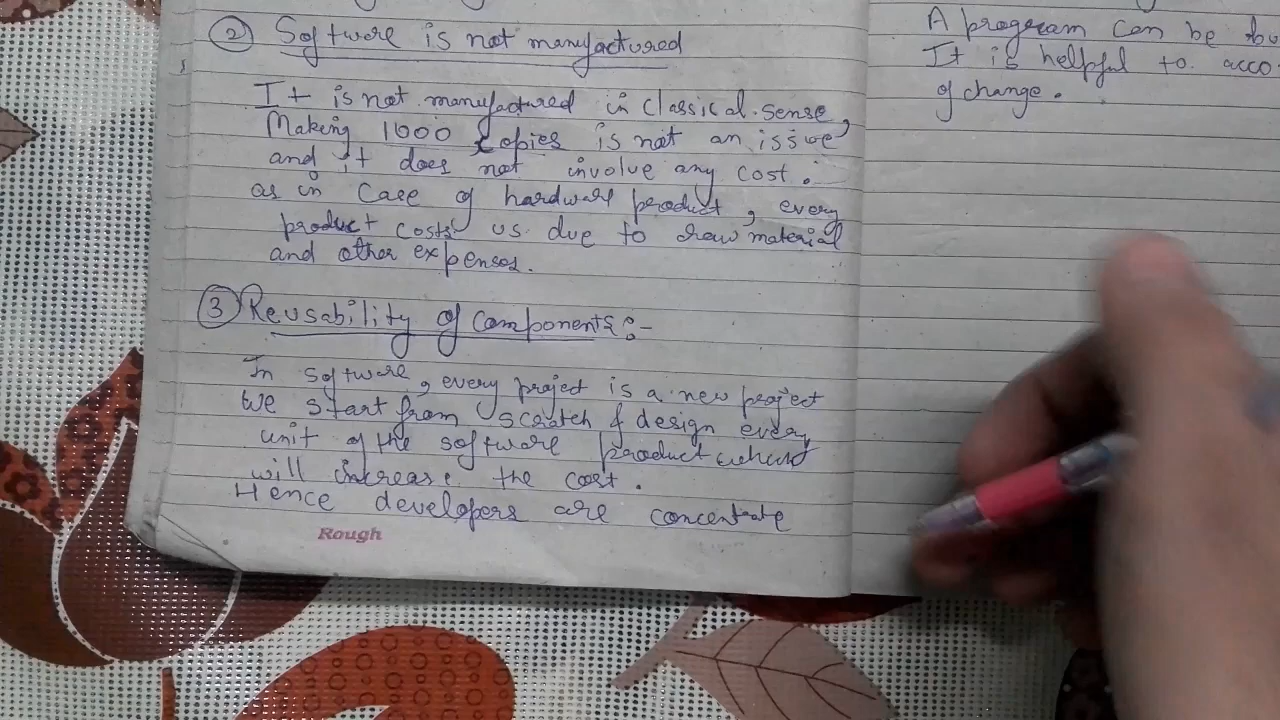 ② Software is not manufactured
It is not manufactured in classical sense,
Making 1000 copies is not an issue
and it does not involve any cost.
as in case of hardware product, every
product costs us due to raw material
and other expenses.
③ Reusability of components :-
In software, every project is a new project
We start from scratch & design every
unit of the software product which
will increase the cost.
Hence developers are concentrate
Rough
A program can be
It is helpful to acco
of change.